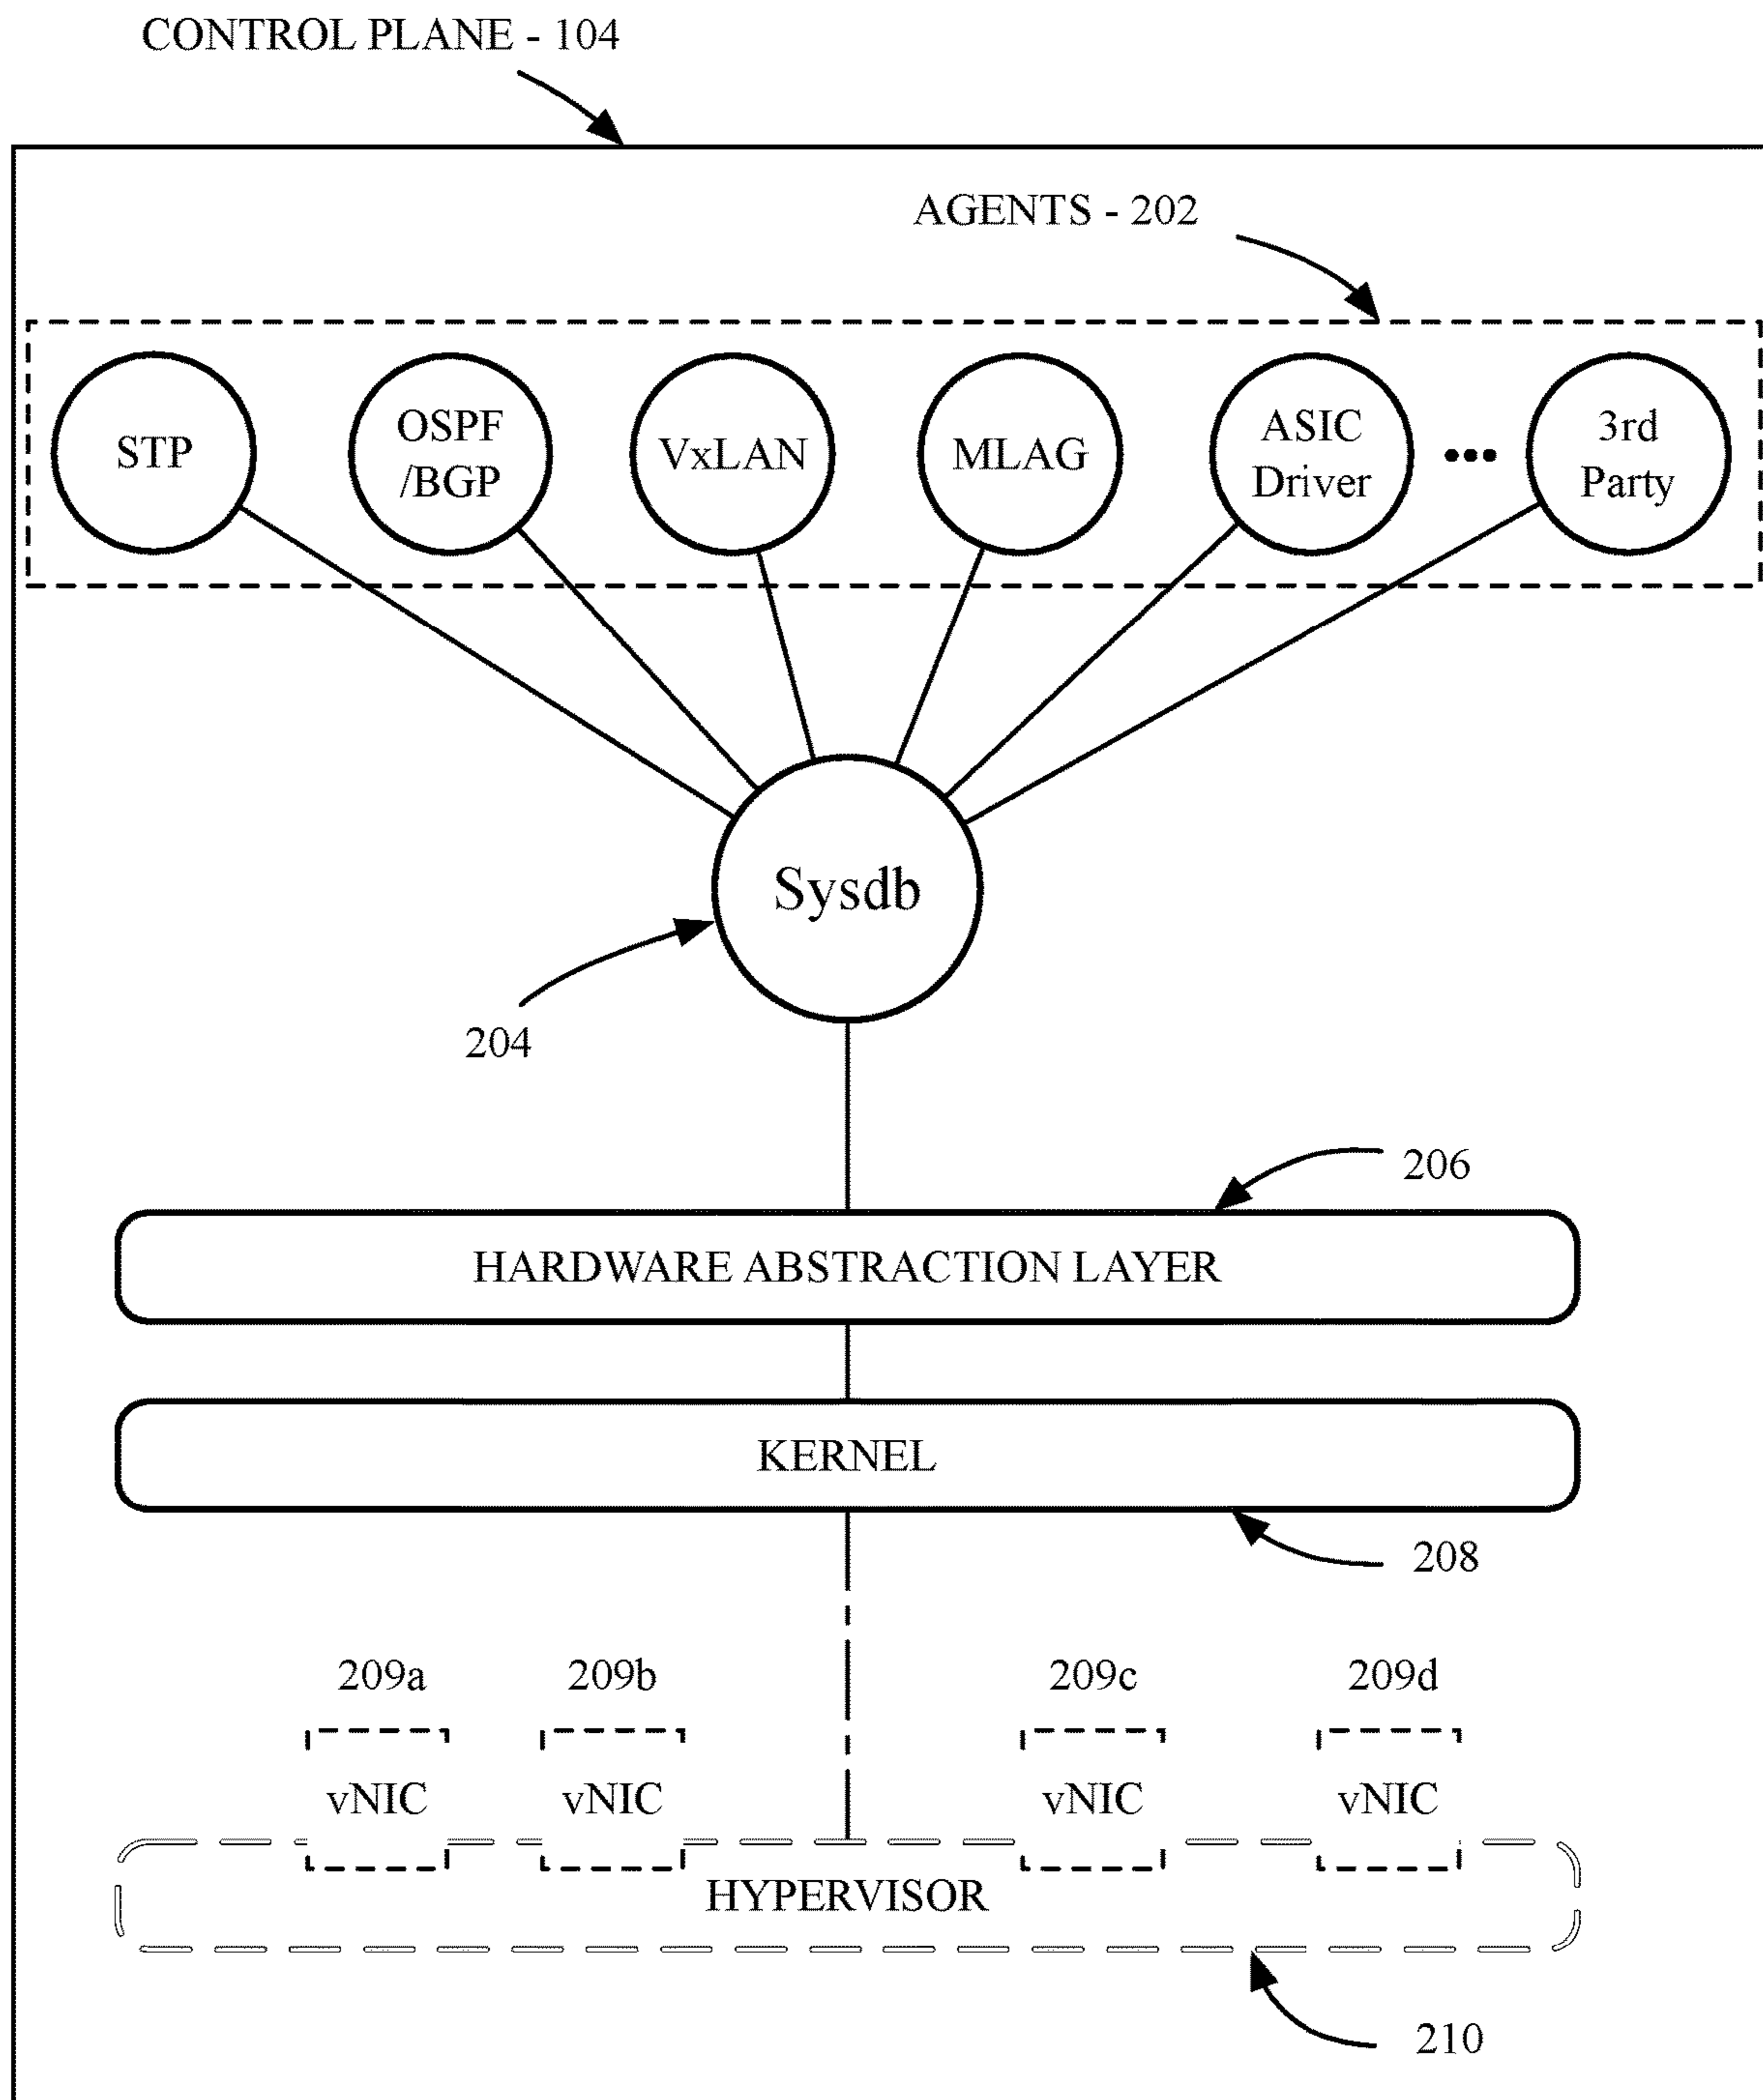 CONTROL PLANE - 104
AGENTS - 202
STP
OSPF
/BGP
VxLAN
MLAG
ASIC
Driver
3rd
Party
Sysdb
204
206
HARDWARE ABSTRACTION LAYER
KERNEL
208
209a
209b
209c
209d
vNIC
vNIC
vNIC
vNIC
HYPERVISOR
210